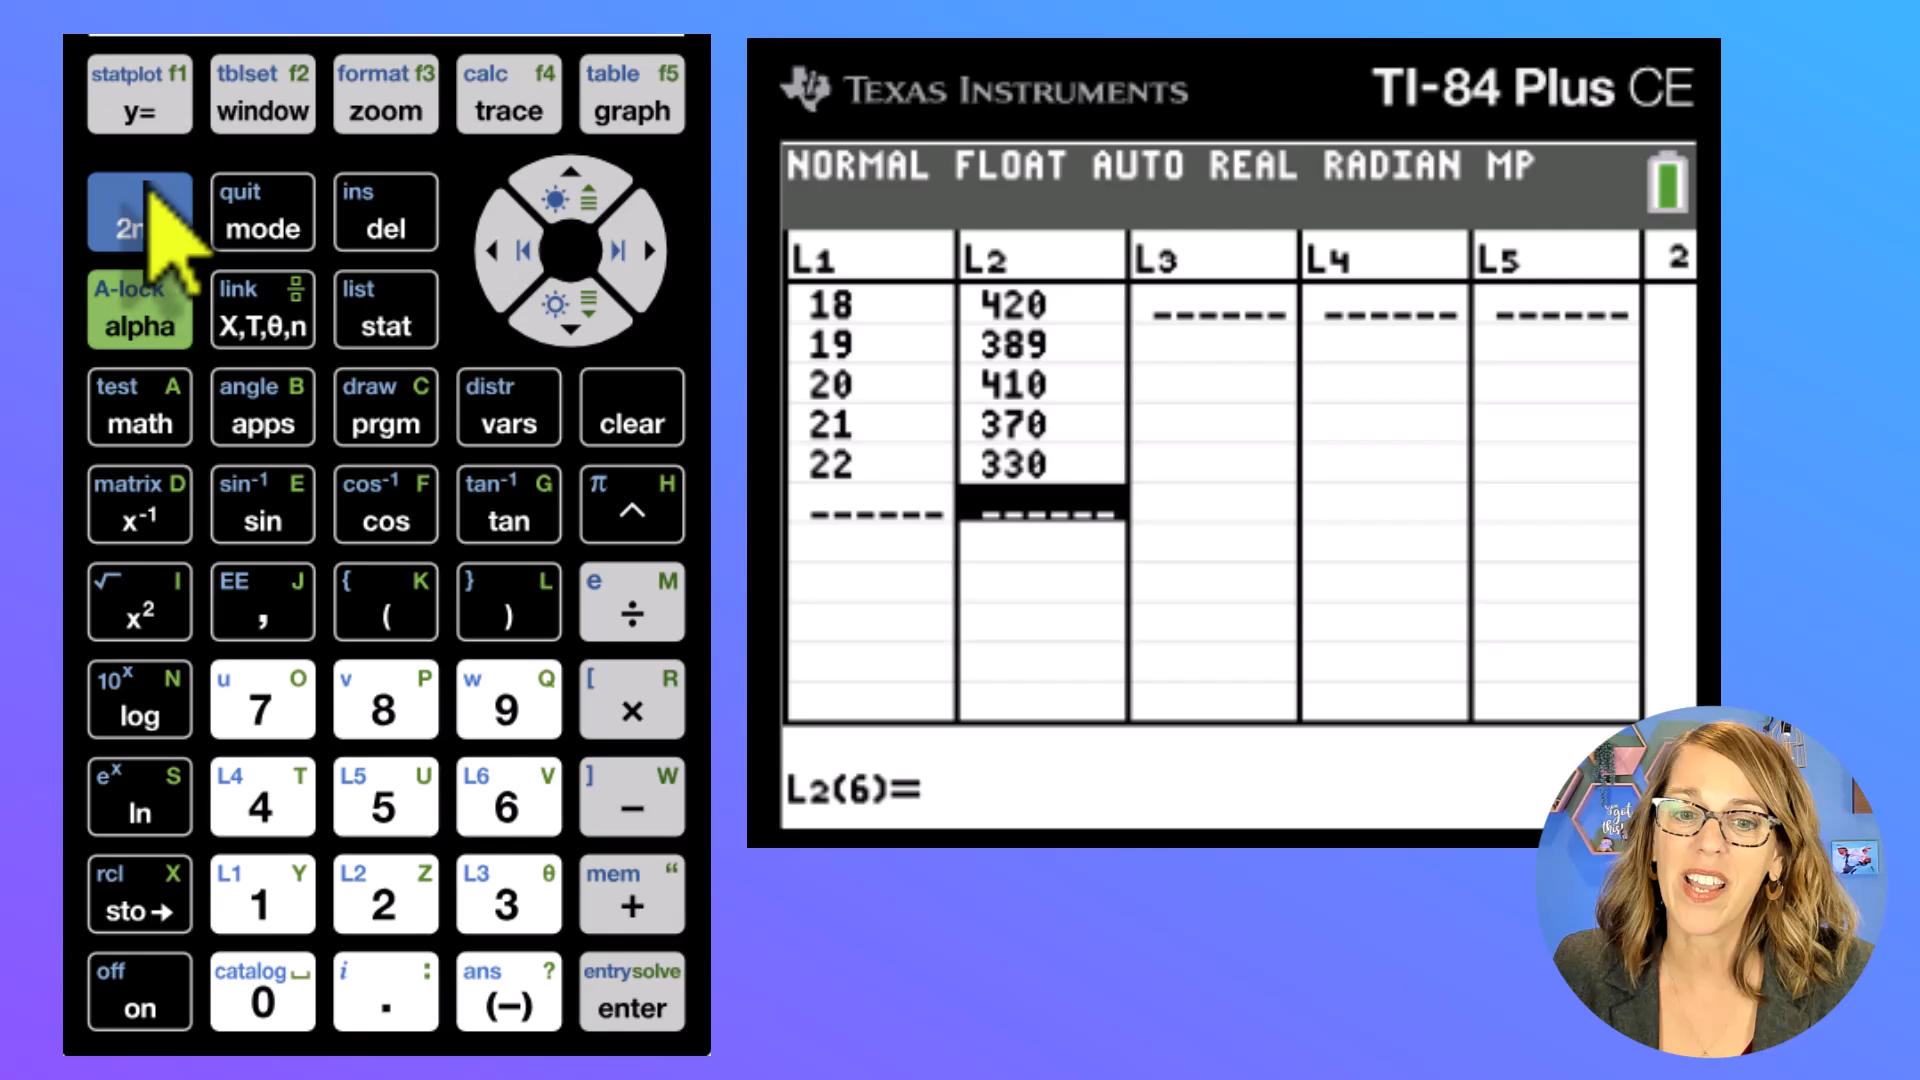 statplot f1 tblset f2 format f3 calc f4 table f5
y= window zoom trace graph
quit ins
2n mode del
A-lock link list
alpha X,T,θ,n stat
test A angle B draw C distr
math apps prgm vars clear
matrix D sin⁻¹ E cos⁻¹ F tan⁻¹ G π H
x⁻¹ sin cos tan ^
√ I EE J { K } L e M
x² , ( ) ÷
10ˣ N u O v P w Q [ R
log 7 8 9 ×
eˣ S L4 T L5 U L6 V ] W
ln 4 5 6 −
rcl X L1 Y L2 Z L3 θ mem “
sto→ 1 2 3 +
off catalog i : ans ? entry solve
on 0 . (−) enter
TEXAS INSTRUMENTS TI-84 Plus CE
NORMAL FLOAT AUTO REAL RADIAN MP
L1 L2 L3 L4 L5 2
18 420 ------ ------ ------
19 389
20 410
21 370
22 330
------ ------
L2(6)=
got
this!